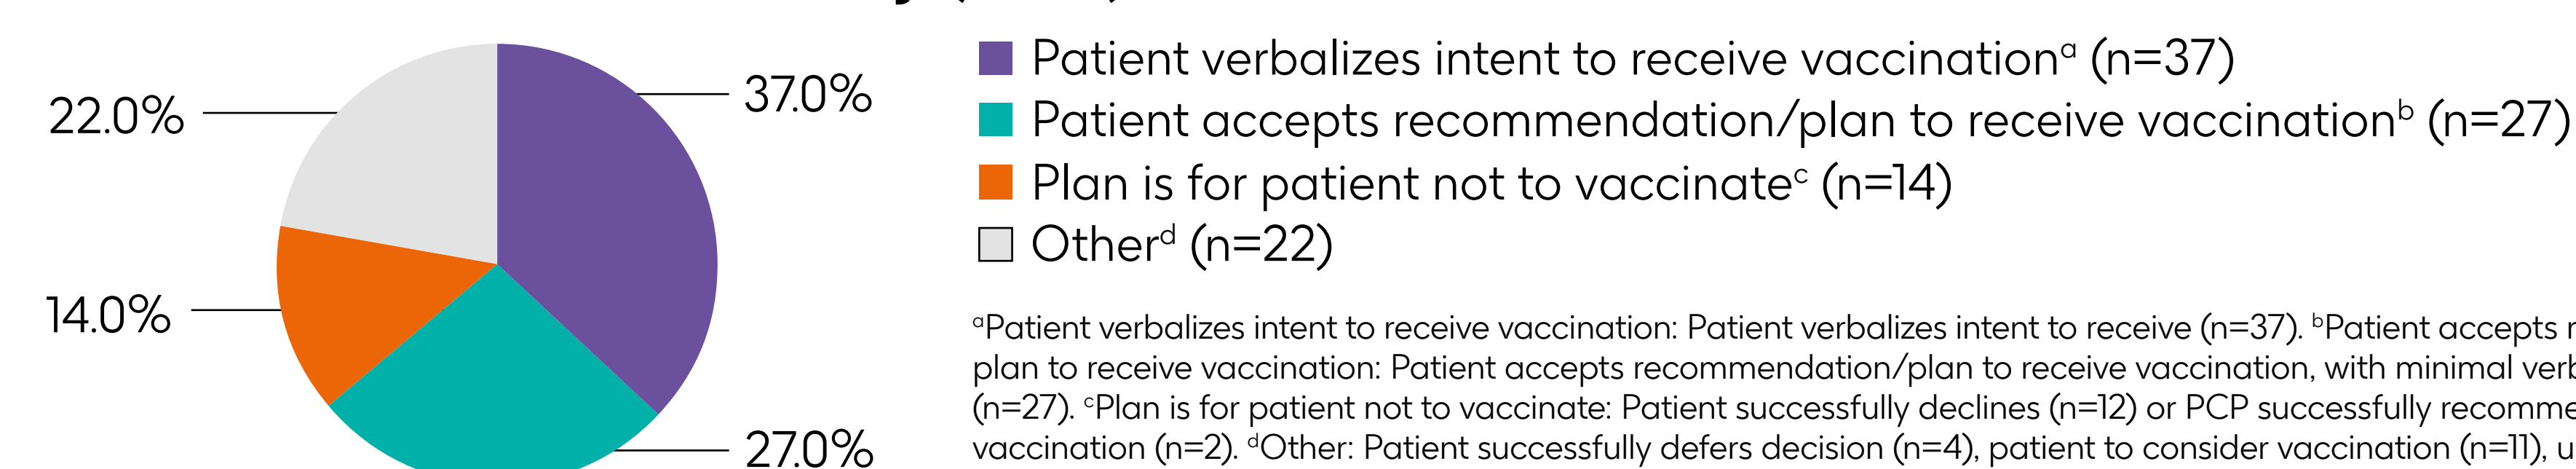 37.0%
22.0%
14.0%
27.0%
Patient verbalizes intent to receive vaccinationᵃ (n=37)
Patient accepts recommendation/plan to receive vaccinationᵇ (n=27)
Plan is for patient not to vaccinateᶜ (n=14)
Otherᵈ (n=22)
ᵃPatient verbalizes intent to receive vaccination: Patient verbalizes intent to receive (n=37). ᵇPatient accepts
plan to receive vaccination: Patient accepts recommendation/plan to receive vaccination, with minimal
(n=27). ᶜPlan is for patient not to vaccinate: Patient successfully declines (n=12) or PCP successfully
vaccination (n=2). ᵈOther: Patient successfully defers decision (n=4), patient to consider vaccination (n=11),